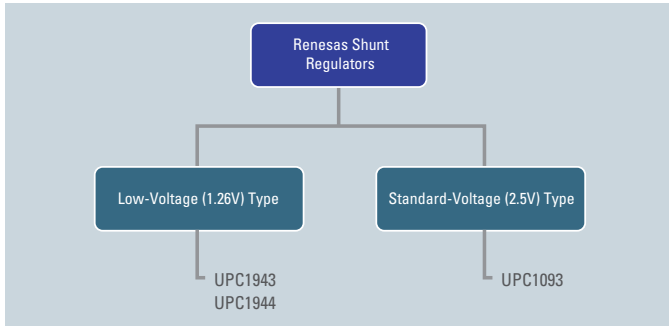 Renesas Shunt
Regulators
Low-Voltage (1.26V) Type
Standard-Voltage (2.5V) Type
UPC1943
UPC1944
UPC1093